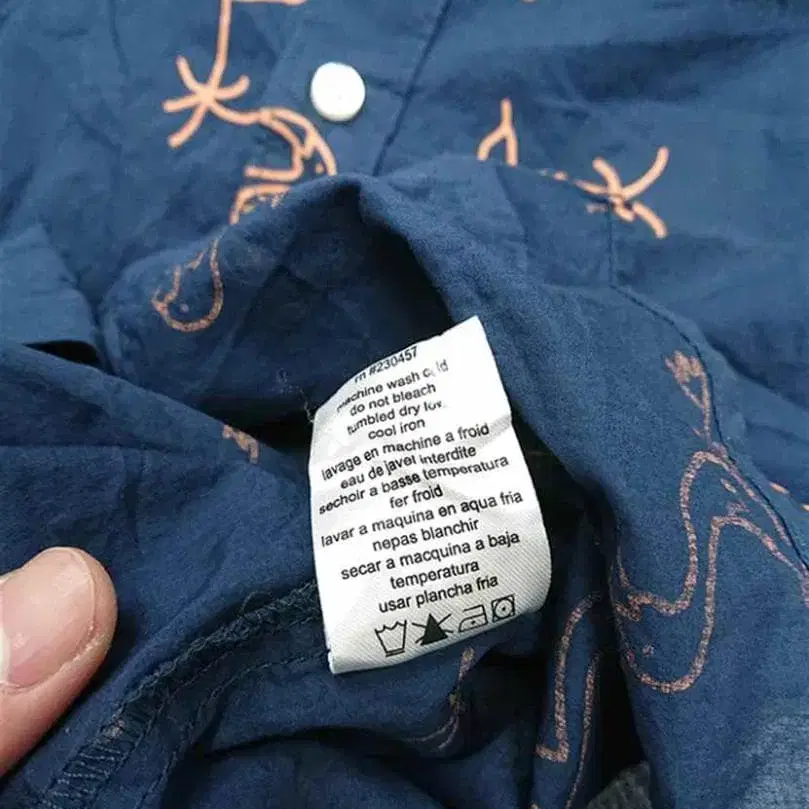 rn #230457
machine wash cold
do not bleach
tumbled dry low
cool iron
lavage en machine a froid
eau de javel interdite
sechoir a basse temperatura
fer froid
lavar a maquina en aqua fria
nepas blanchir
secar a macquina a baja
temperatura
usar plancha fria